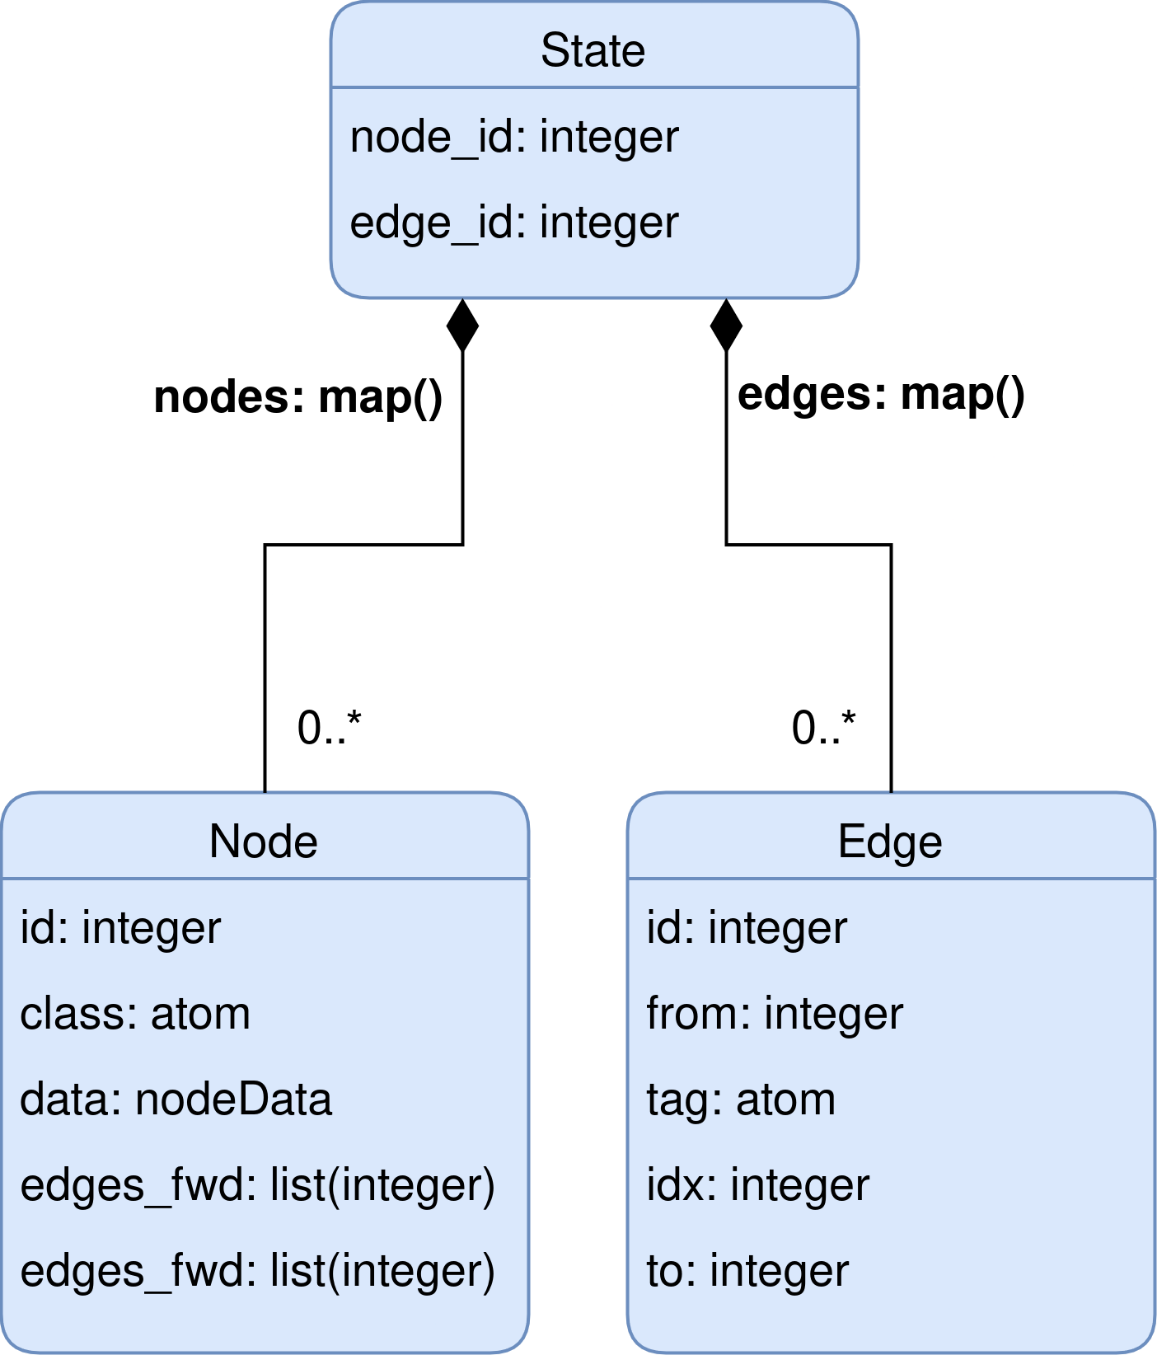 State
node_id: integer
edge_id: integer
nodes: map()
edges: map()
0..*
0..*
Node
id: integer
class: atom
data: nodeData
edges_fwd: list(integer)
edges_fwd: list(integer)
Edge
id: integer
from: integer
tag: atom
idx: integer
to: integer